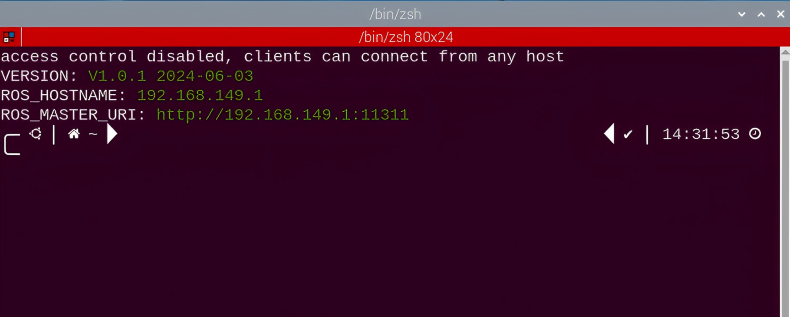 /bin/zsh
/bin/zsh 80x24
access control disabled, clients can connect from any host
VERSION: V1.0.1 2024-06-03
ROS_HOSTNAME: 192.168.149.1
ROS_MASTER_URI: http://192.168.149.1:11311
~ ✔ 14:31:53